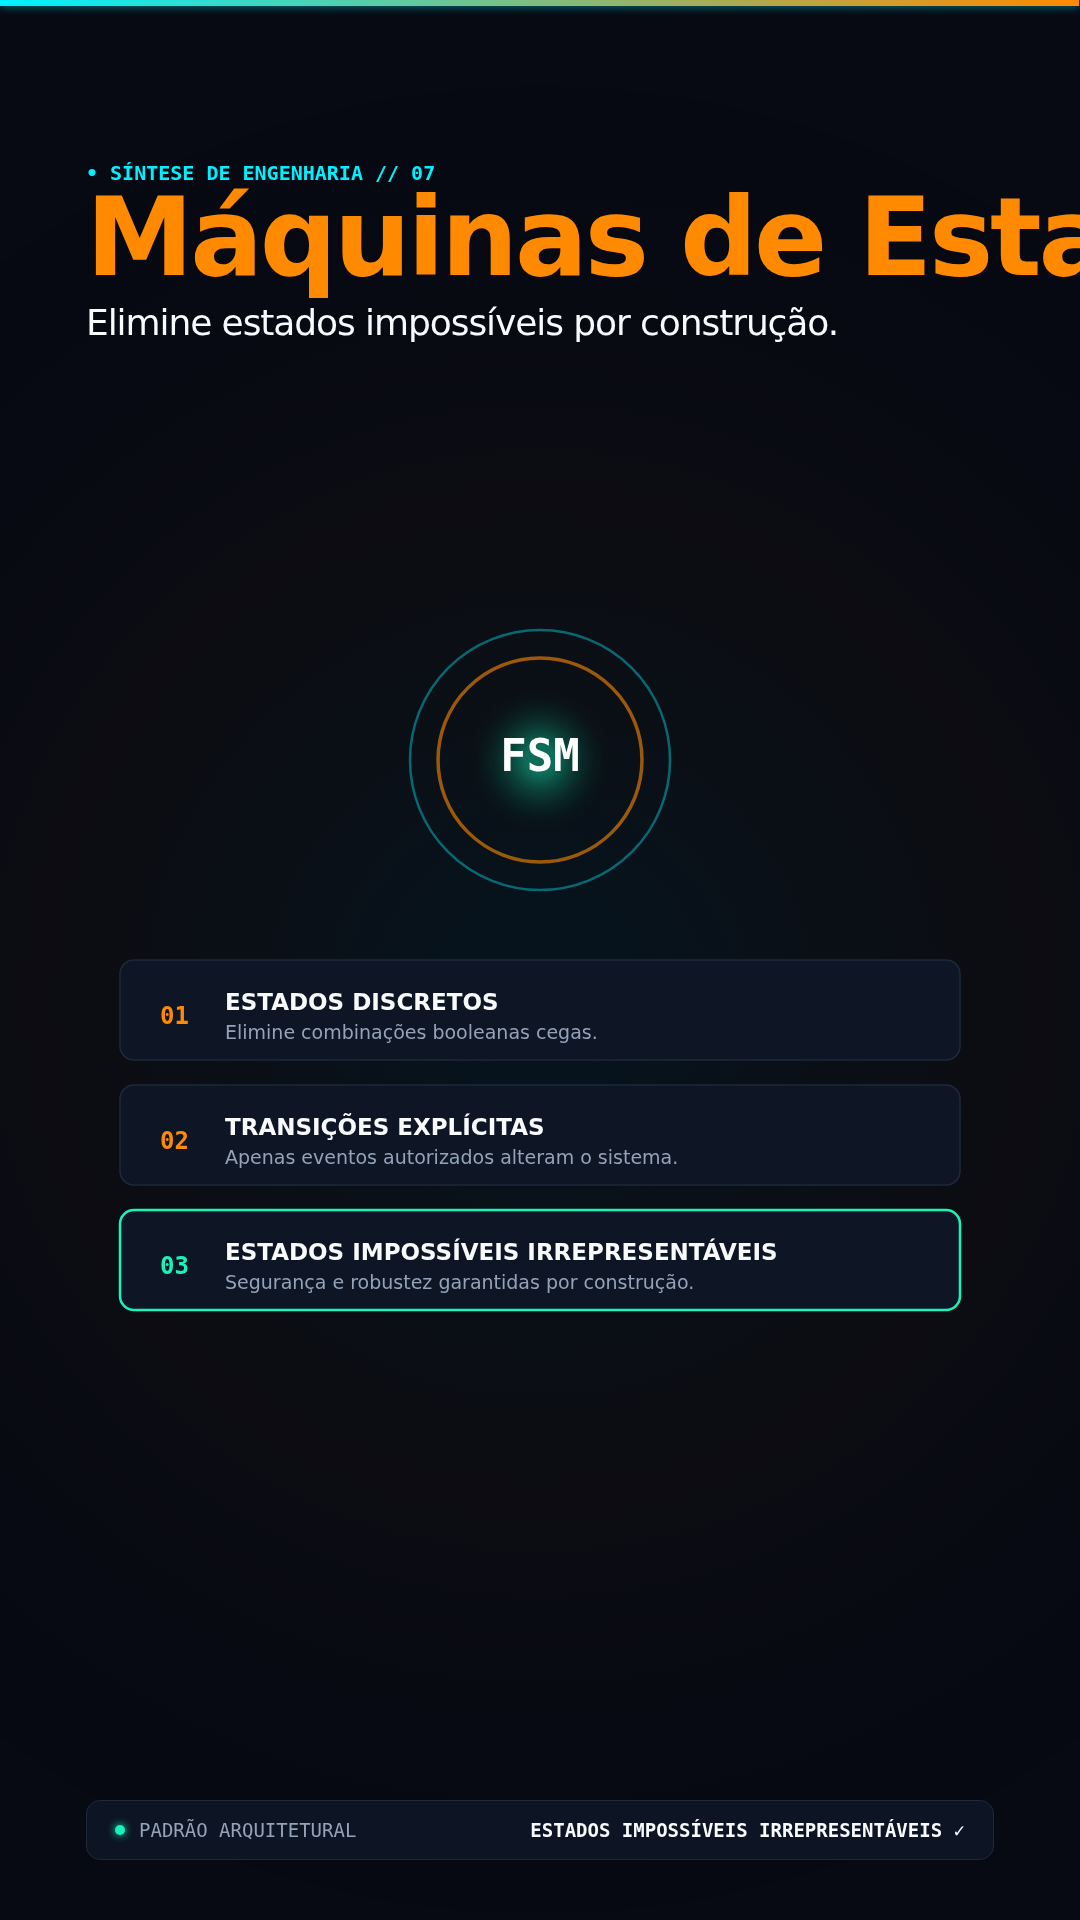 • SÍNTESE DE ENGENHARIA // 07
Máquinas de Esta
Elimine estados impossíveis por construção.
FSM
01
ESTADOS DISCRETOS
Elimine combinações booleanas cegas.
02
TRANSIÇÕES EXPLÍCITAS
Apenas eventos autorizados alteram o sistema.
03
ESTADOS IMPOSSÍVEIS IRREPRESENTÁVEIS
Segurança e robustez garantidas por construção.
PADRÃO ARQUITETURAL
ESTADOS IMPOSSÍVEIS IRREPRESENTÁVEIS ✓